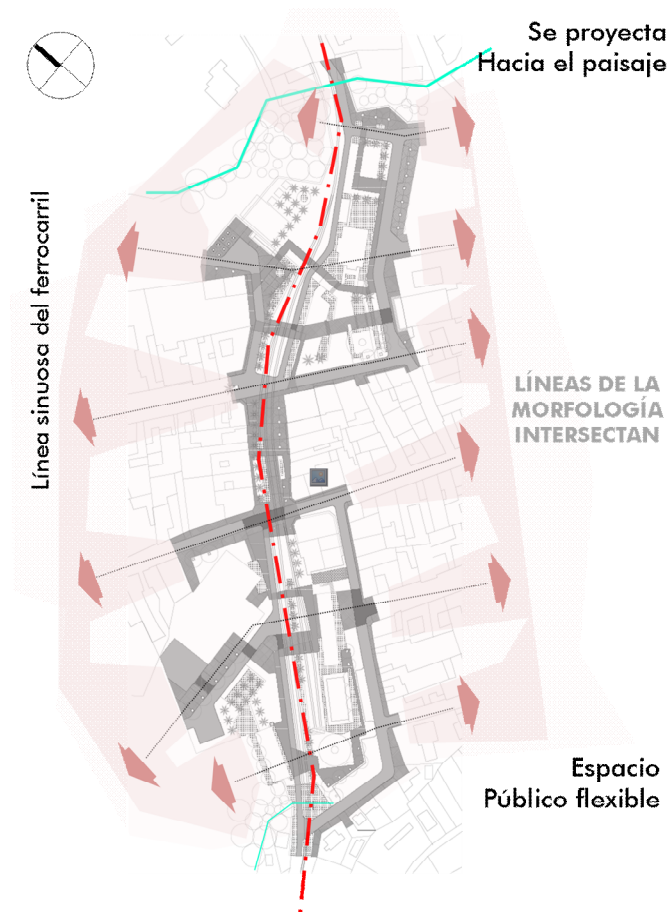 Se proyecta
Hacia el paisaje
Línea sinuosa del ferrocarril
LÍNEAS DE LA
MORFOLOGÍA
INTERSECTAN
Espacio
Público flexible